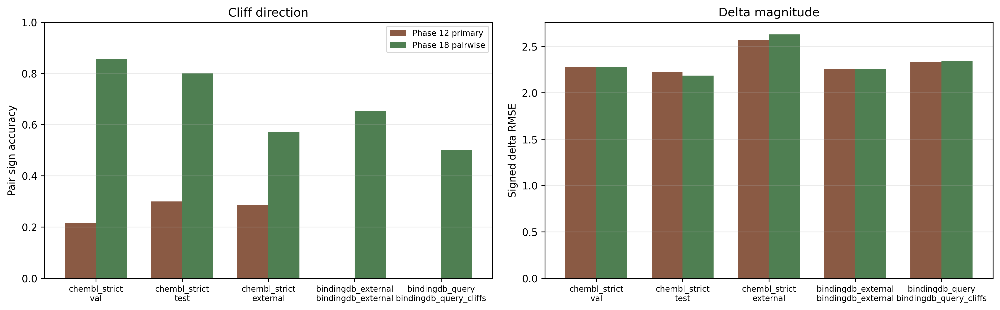 Cliff direction
Pair sign accuracy
1.0
0.8
0.6
0.4
0.2
0.0
Phase 12 primary
Phase 18 pairwise
chembl_strict
val
chembl_strict
test
chembl_strict
external
bindingdb_external
bindingdb_external
bindingdb_query
bindingdb_query_cliffs
Delta magnitude
Signed delta RMSE
2.5
2.0
1.5
1.0
0.5
0.0
chembl_strict
val
chembl_strict
test
chembl_strict
external
bindingdb_external
bindingdb_external
bindingdb_query
bindingdb_query_cliffs